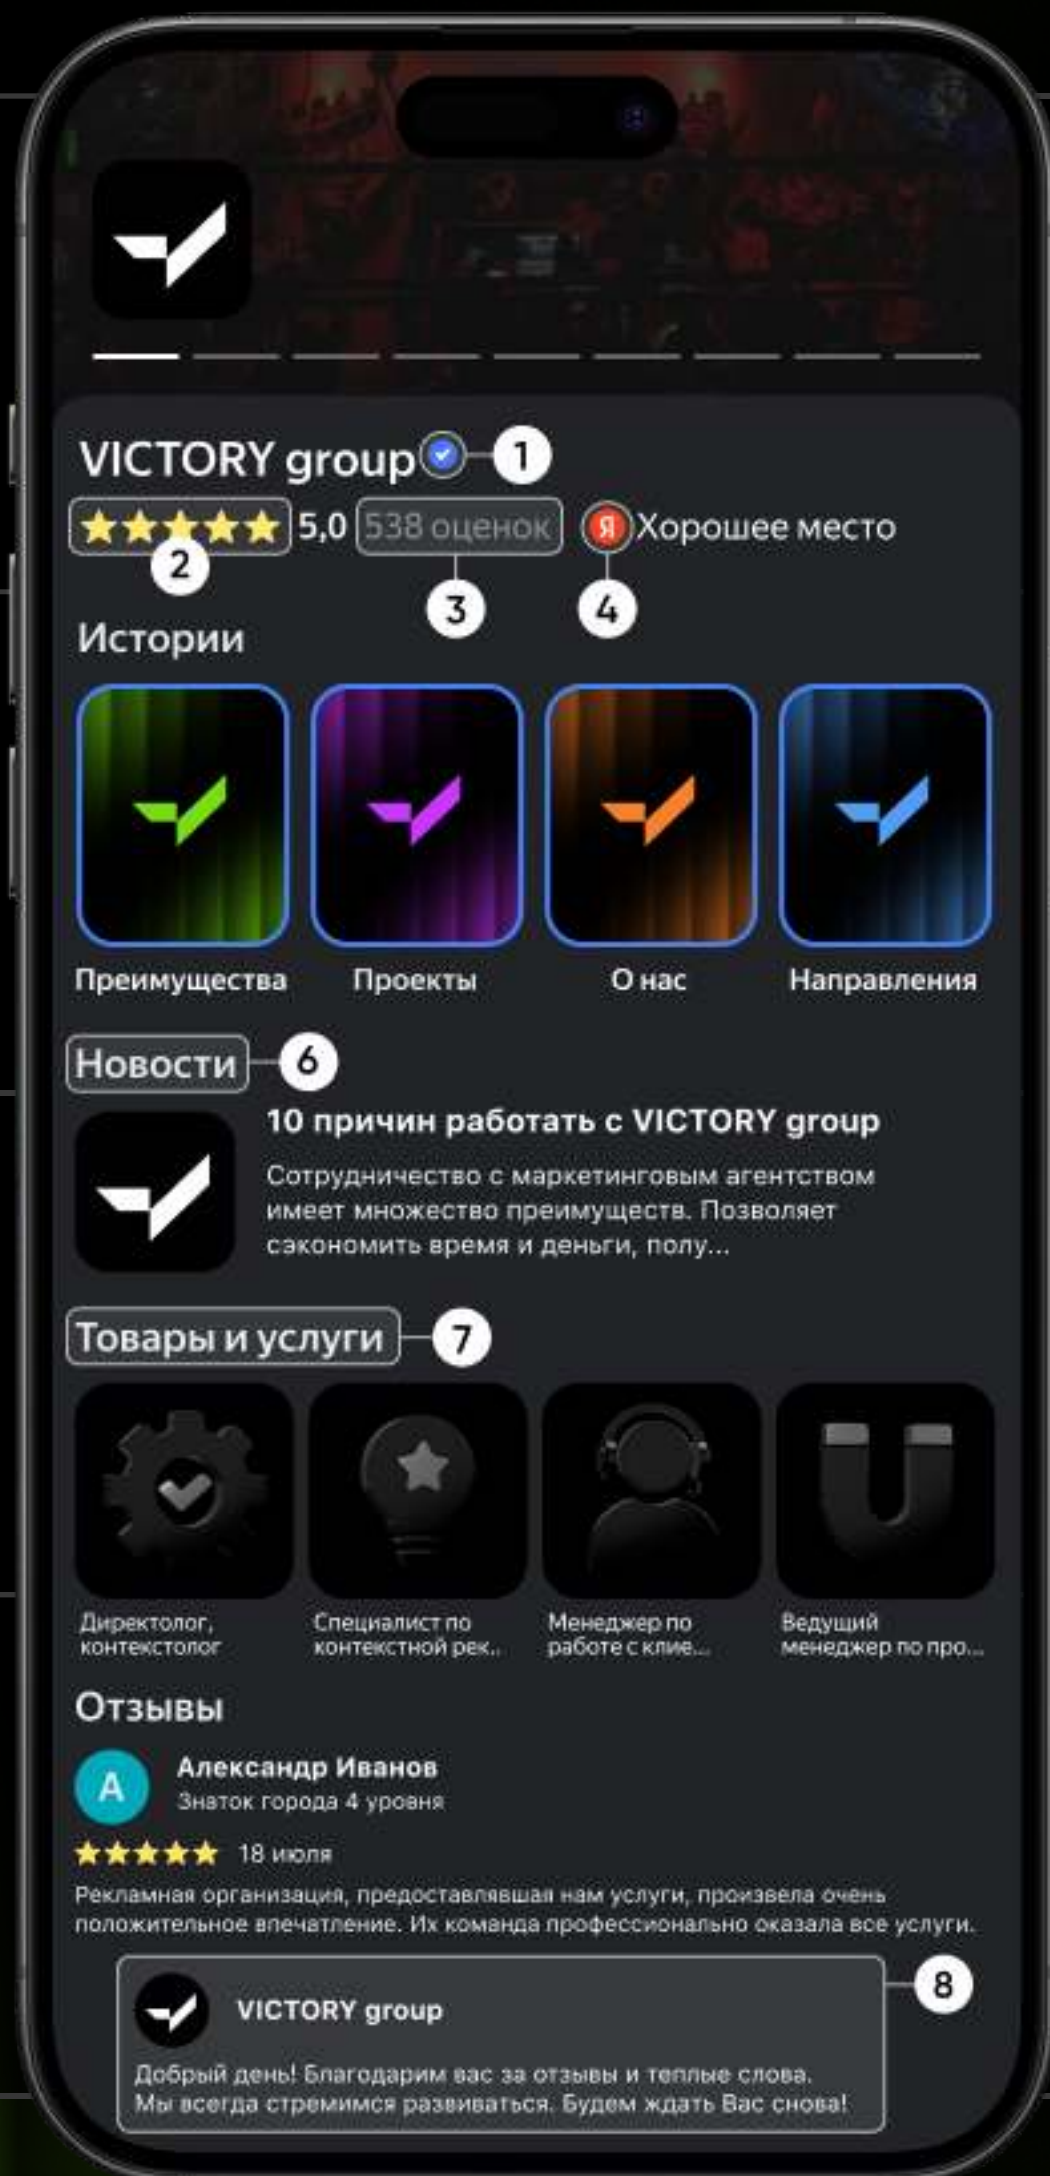 VICTORY group 1
5,0 538 оценок Я Хорошее место
2 3 4
Истории
Преимущества Проекты О нас Направления
Новости 6
10 причин работать с VICTORY group
Сотрудничество с маркетинговым агентством
имеет множество преимуществ. Позволяет
сэкономить время и деньги, полу...
Товары и услуги 7
Директолог,
контекстолог
Специалист по
контекстной рек..
Менеджер по
работе с клие...
Ведущий
менеджер по про...
Отзывы
А
Александр Иванов
Знаток города 4 уровня
18 июля
Рекламная организация, предоставлявшая нам услуги, произвела очень
положительное впечатление. Их команда профессионально оказала все услуги.
8
VICTORY group
Добрый день! Благодарим вас за отзывы и теплые слова.
Мы всегда стремимся развиваться. Будем ждать Вас снова!